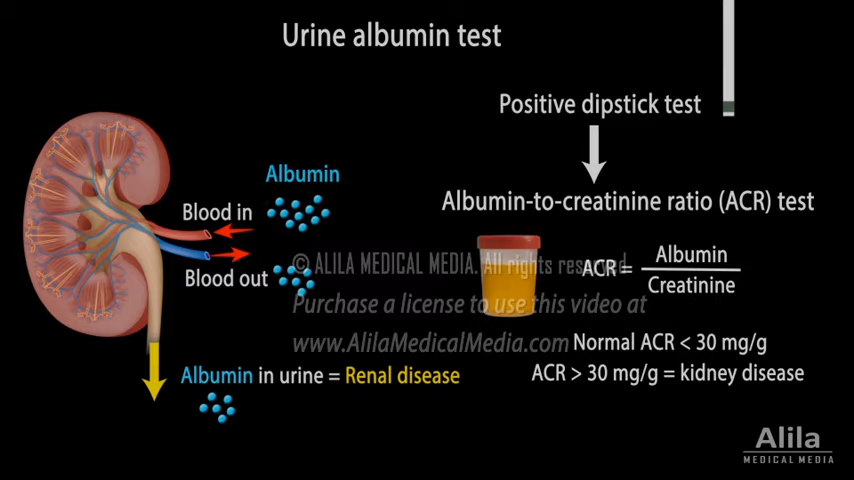 Urine albumin test
Positive dipstick test
Albumin-to-creatinine ratio (ACR) test
Albumin
Blood in
Blood out
ACR = Albumin
Creatinine
© ALILA MEDICAL MEDIA. All rights reserved.
Purchase a license to use this video at
www.AlilaMedicalMedia.com
Normal ACR < 30 mg/g
ACR > 30 mg/g = kidney disease
Albumin in urine = Renal disease
Alila
MEDICAL MEDIA